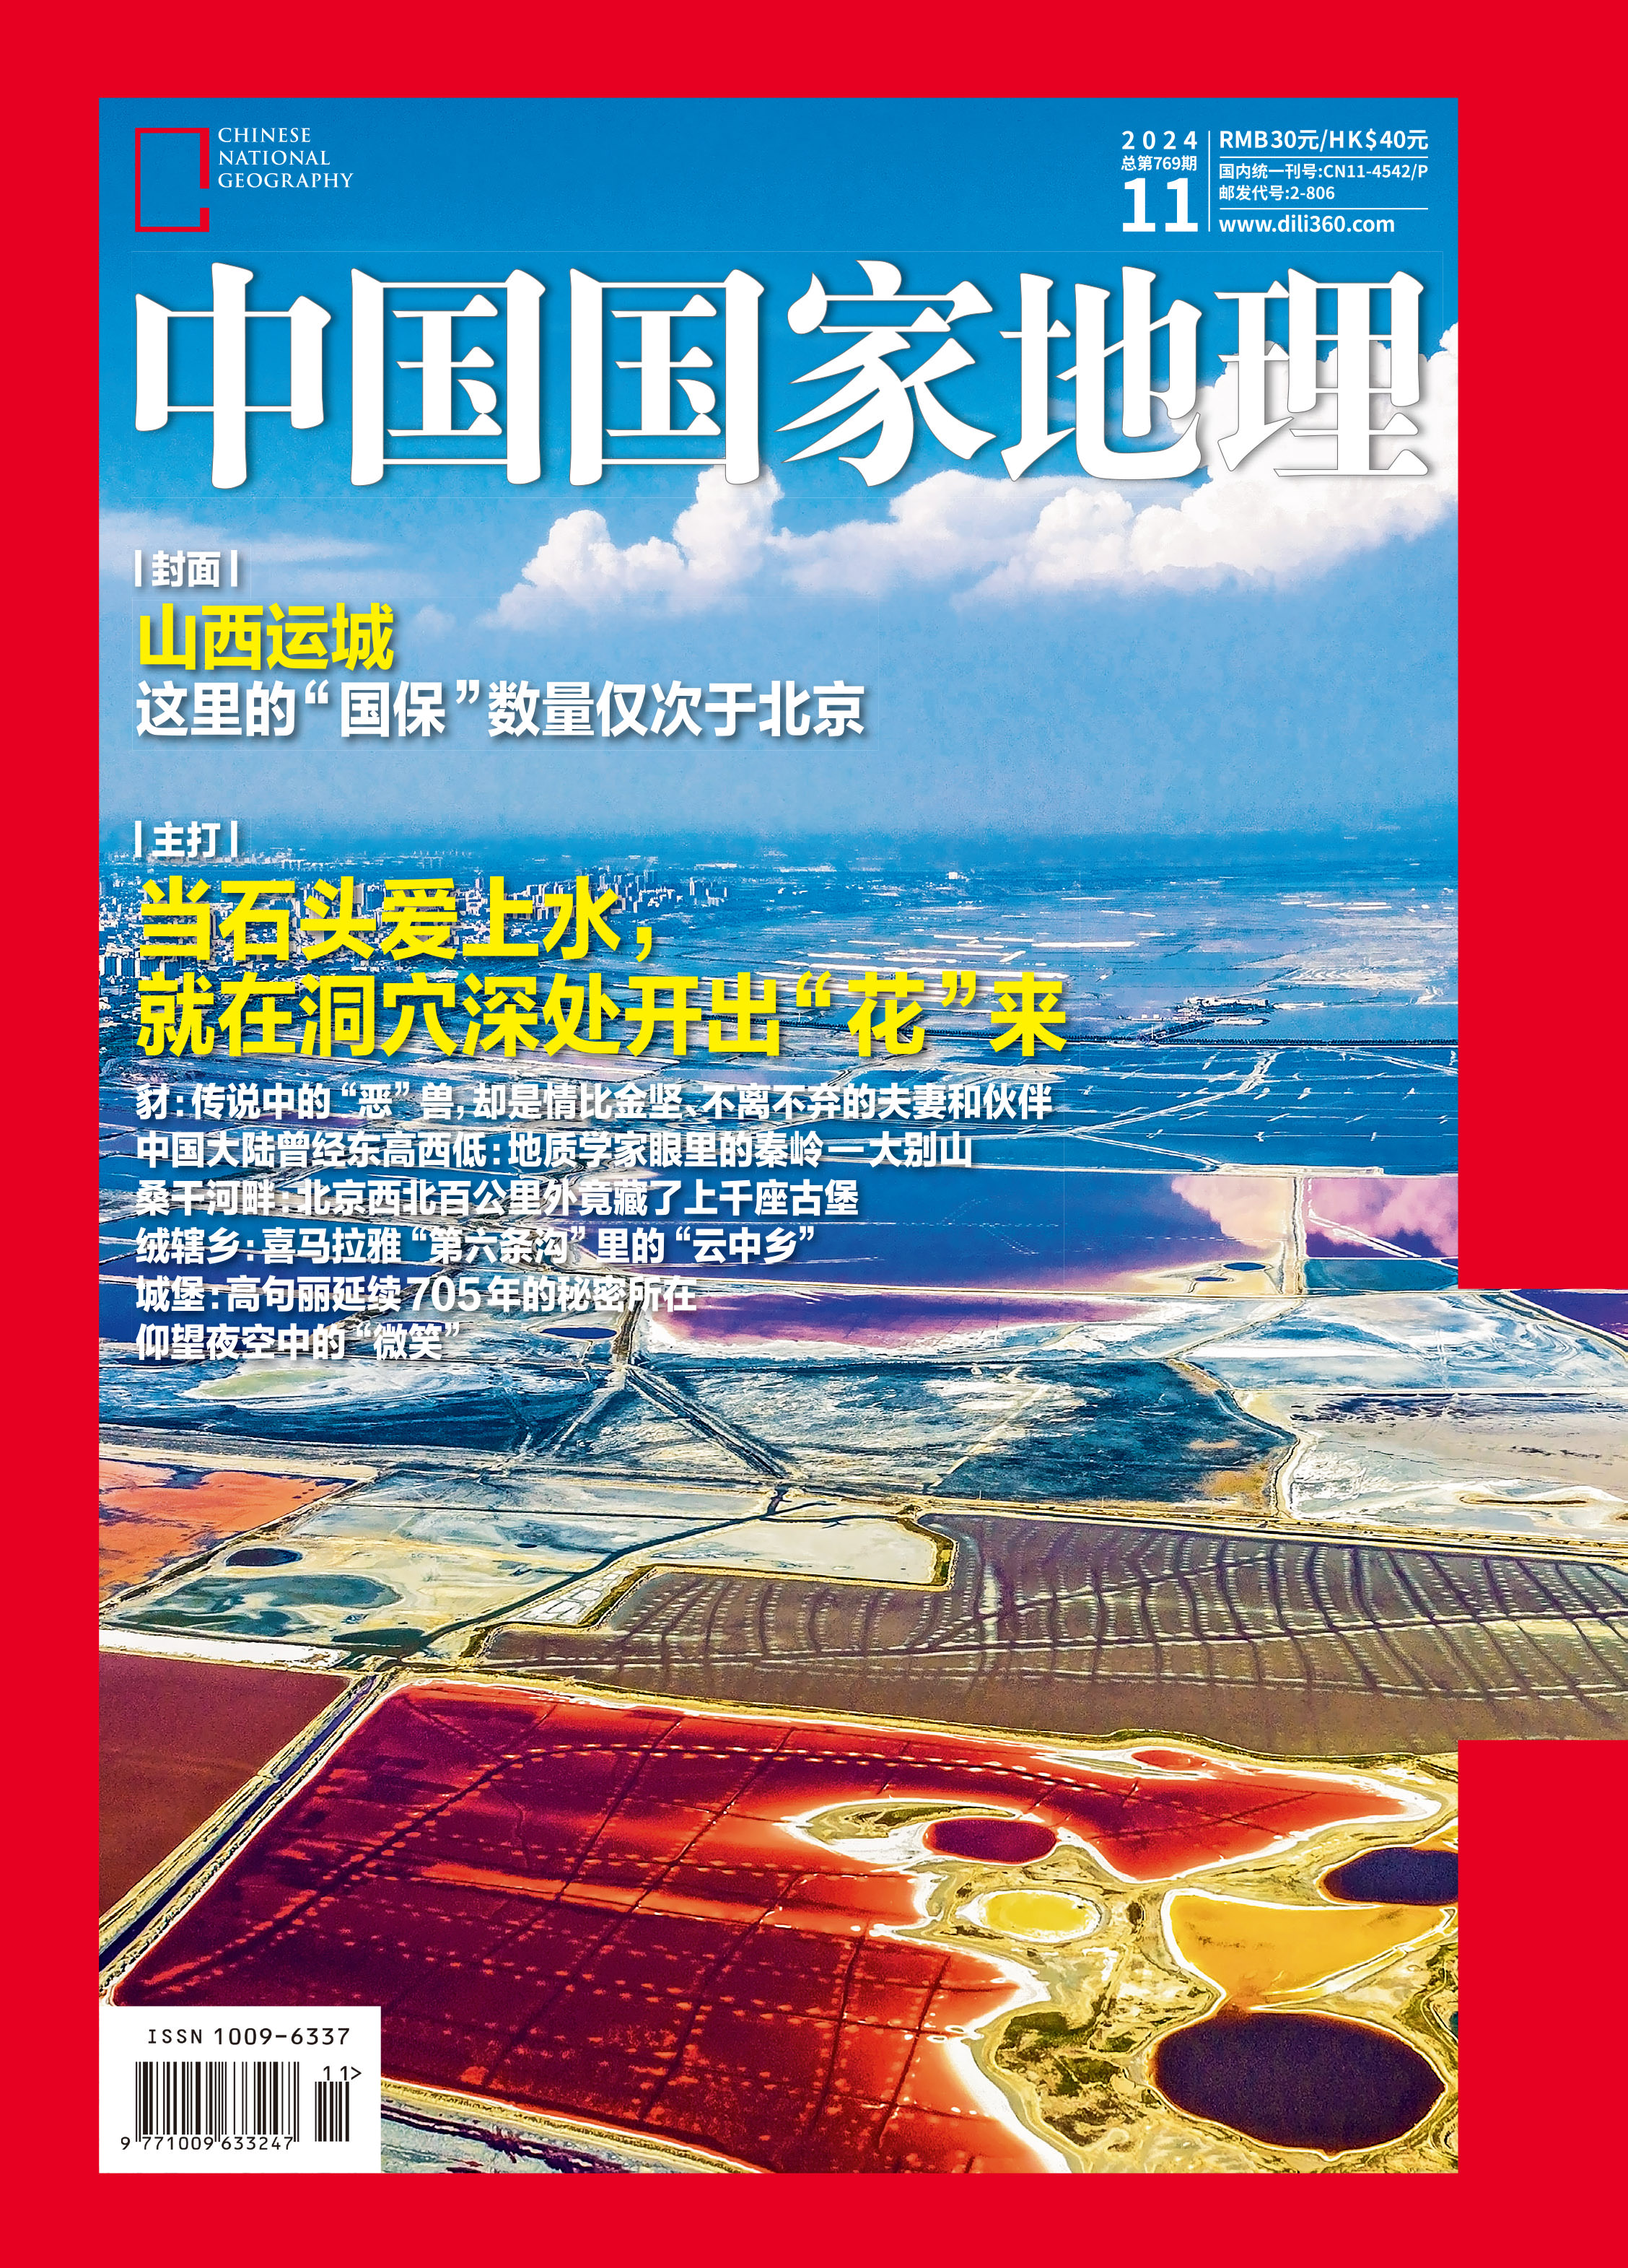 CHINESE
NATIONAL
GEOGRAPHY
2024
总第769期
11
RMB30元/HK$40元
国内统一刊号:CN11-4542/P
邮发代号:2-806
www.dili360.com
中国国家地理
|封面|
山西运城
这里的“国保”数量仅次于北京
|主打|
当石头爱上水，
就在洞穴深处开出“花”来
豺：传说中的“恶”兽，却是情比金坚、不离不弃的夫妻和伙伴
中国大陆曾经东高西低：地质学家眼里的秦岭—大别山
桑干河畔：北京西北百公里外竟藏了上千座古堡
绒辖乡：喜马拉雅“第六条沟”里的“云中乡”
城堡：高句丽延续705年的秘密所在
仰望夜空中的“微笑”
ISSN 1009-6337
11>
9 771009 633247